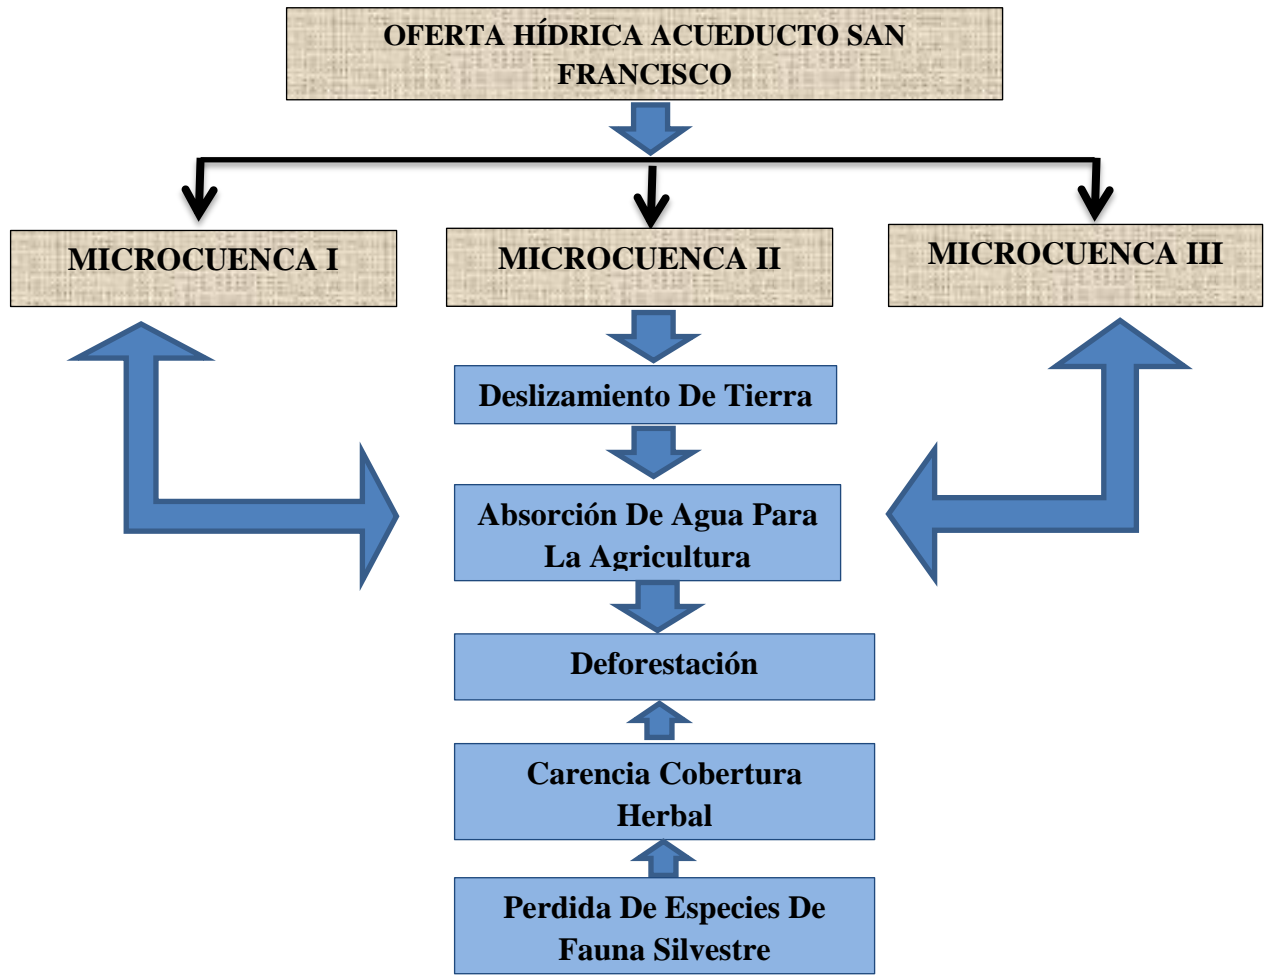 OFERTA HÍDRICA ACUEDUCTO SAN
FRANCISCO
MICROCUENCA I
MICROCUENCA II
MICROCUENCA III
Deslizamiento De Tierra
Absorción De Agua Para
La Agricultura
Deforestación
Carencia Cobertura
Herbal
Perdida De Especies De
Fauna Silvestre